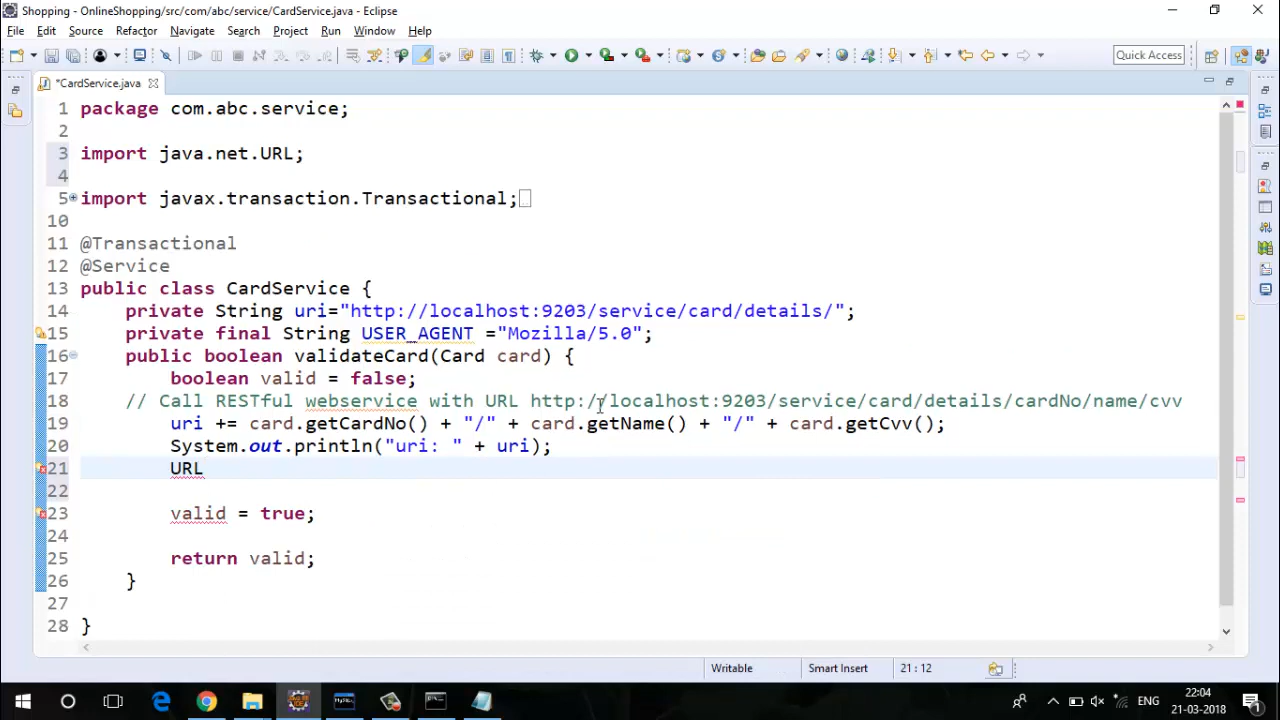 Shopping - OnlineShopping/src/com/abc/service/CardService.java - Eclipse
File Edit Source Refactor Navigate Search Project Run Window Help
Quick Access
*CardService.java
1 package com.abc.service;
2
3 import java.net.URL;
4
5 import javax.transaction.Transactional;
10
11 @Transactional
12 @Service
13 public class CardService {
14 private String uri="http://localhost:9203/service/card/details/";
15 private final String USER_AGENT ="Mozilla/5.0";
16 public boolean validateCard(Card card) {
17 boolean valid = false;
18 // Call RESTful webservice with URL http://localhost:9203/service/card/details/cardNo/name/cvv
19 uri += card.getCardNo() + "/" + card.getName() + "/" + card.getCvv();
20 System.out.println("uri: " + uri);
21 URL
22
23 valid = true;
24
25 return valid;
26 }
27
28 }
Writable Smart Insert 21 : 12
ENG 22:04
21-03-2018